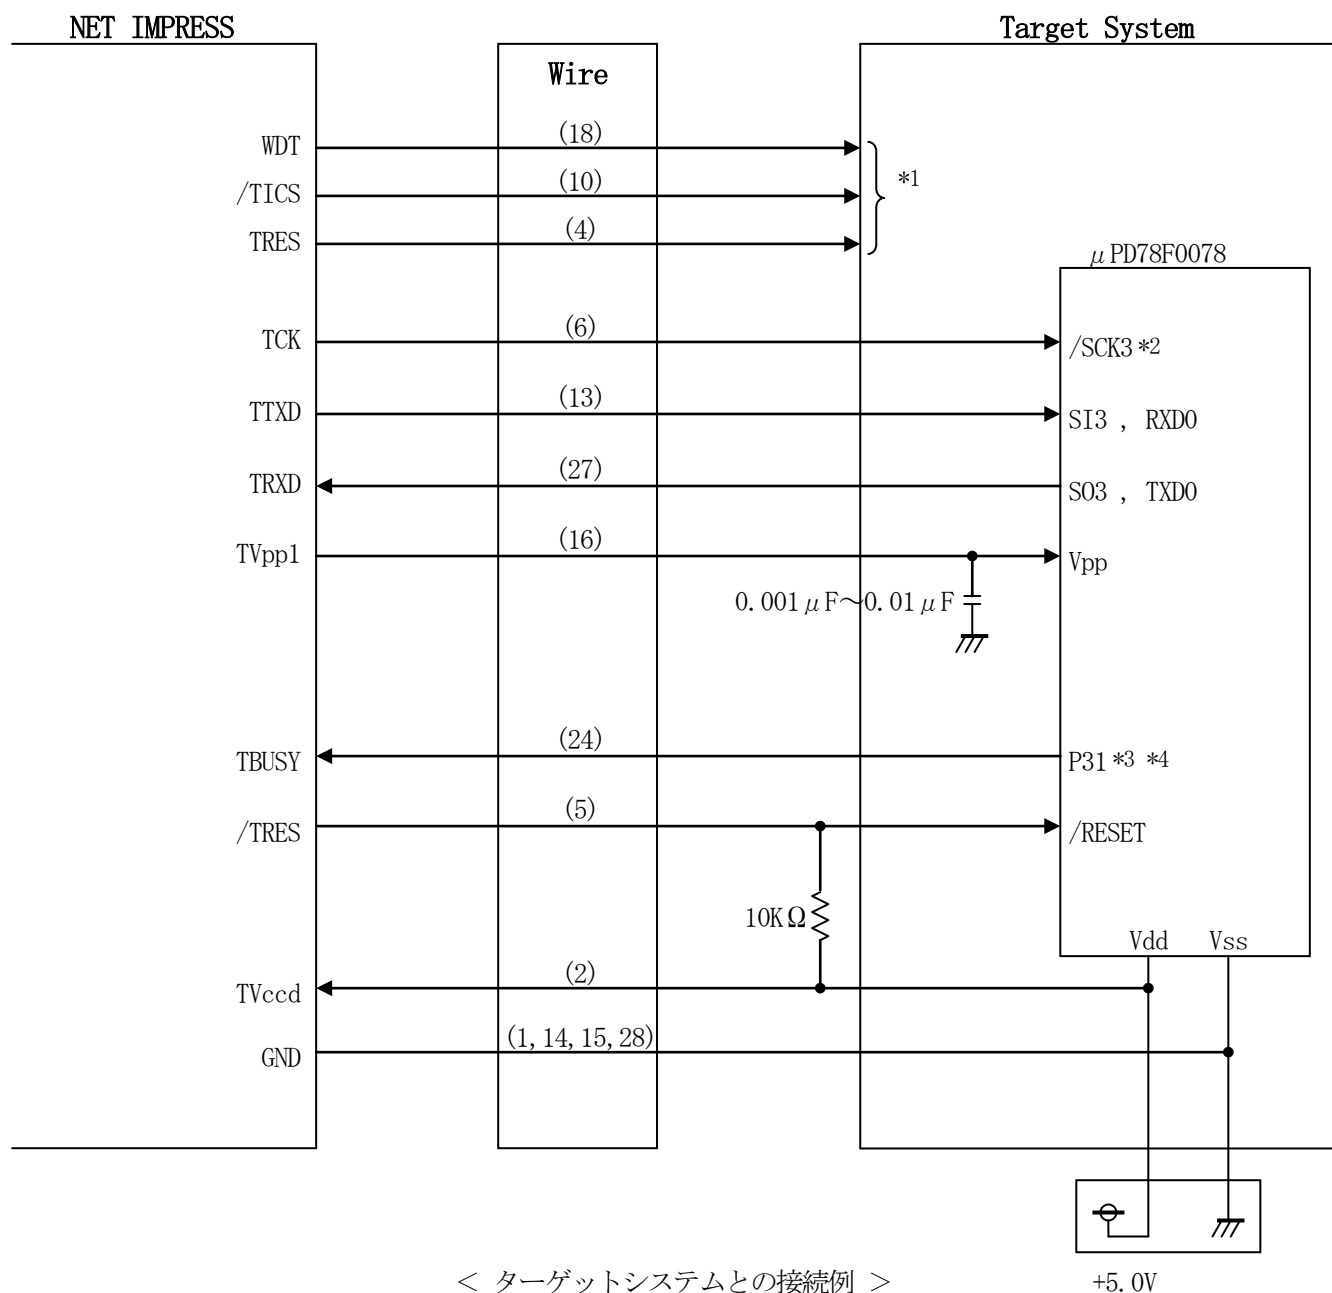 NET IMPRESS
Target System
Wire
WDT (18)
/TICS (10) *1
TRES (4)
μPD78F0078
TCK (6) /SCK3 *2
TTXD (13) SI3 , RXD0
TRXD (27) SO3 , TXD0
TVpp1 (16) Vpp
0.001μF～0.01μF
TBUSY (24) P31 *3 *4
/TRES (5) /RESET
10KΩ
Vdd Vss
TVccd (2)
GND (1,14,15,28)
< ターゲットシステムとの接続例 > +5.0V